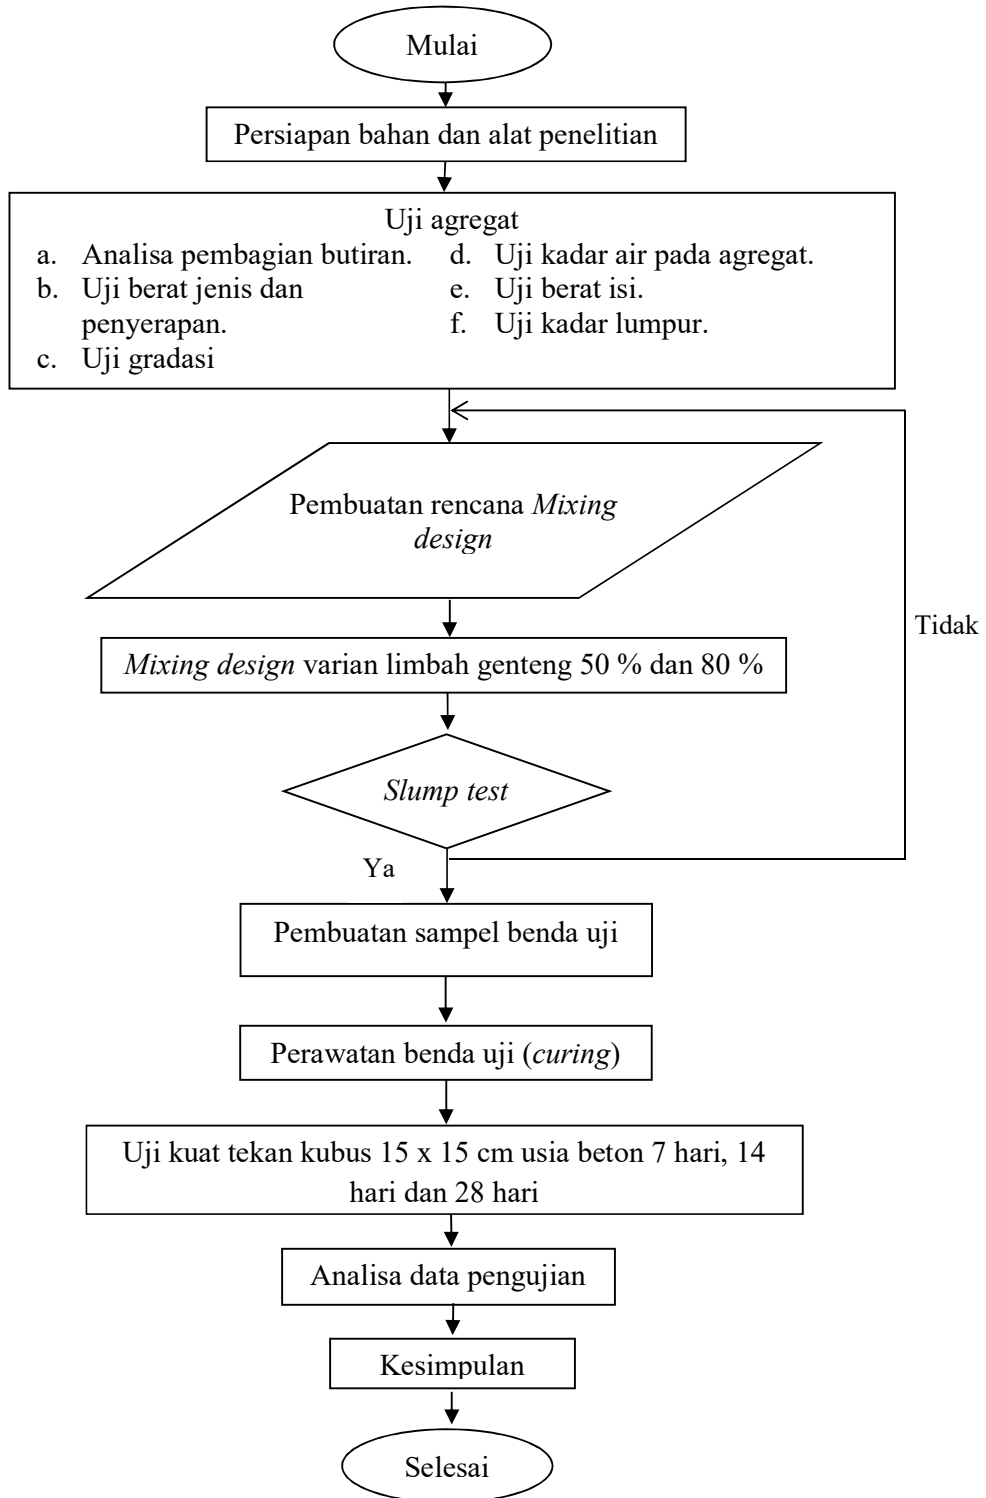 Mulai
Persiapan bahan dan alat penelitian
Uji agregat
a. Analisa pembagian butiran.
b. Uji berat jenis dan
penyerapan.
c. Uji gradasi
d. Uji kadar air pada agregat.
e. Uji berat isi.
f. Uji kadar lumpur.
Pembuatan rencana Mixing
design
Tidak
Mixing design varian limbah genteng 50 % dan 80 %
Slump test
Ya
Pembuatan sampel benda uji
Perawatan benda uji (curing)
Uji kuat tekan kubus 15 x 15 cm usia beton 7 hari, 14
hari dan 28 hari
Analisa data pengujian
Kesimpulan
Selesai